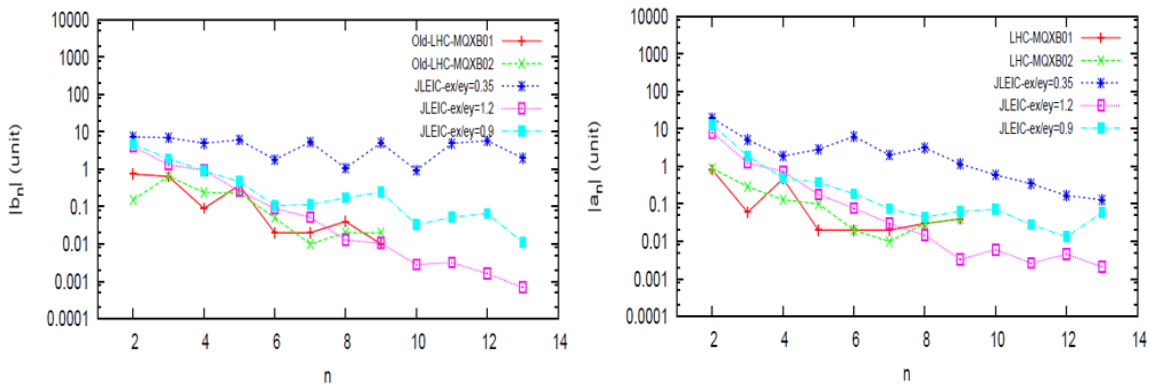 10000
1000
100
10
1
0.1
0.01
0.001
0.0001
|bn| (unit)
2 4 6 8 10 12 14
n
Old-LHC-MQXB01
Old-LHC-MQXB02
JLEIC-ex/ey=0.35
JLEIC-ex/ey=1.2
JLEIC-ex/ey=0.9
10000
1000
100
10
1
0.1
0.01
0.001
0.0001
|an| (unit)
2 4 6 8 10 12 14
n
LHC-MQXB01
LHC-MQXB02
JLEIC-ex/ey=0.35
JLEIC-ex/ey=1.2
JLEIC-ex/ey=0.9